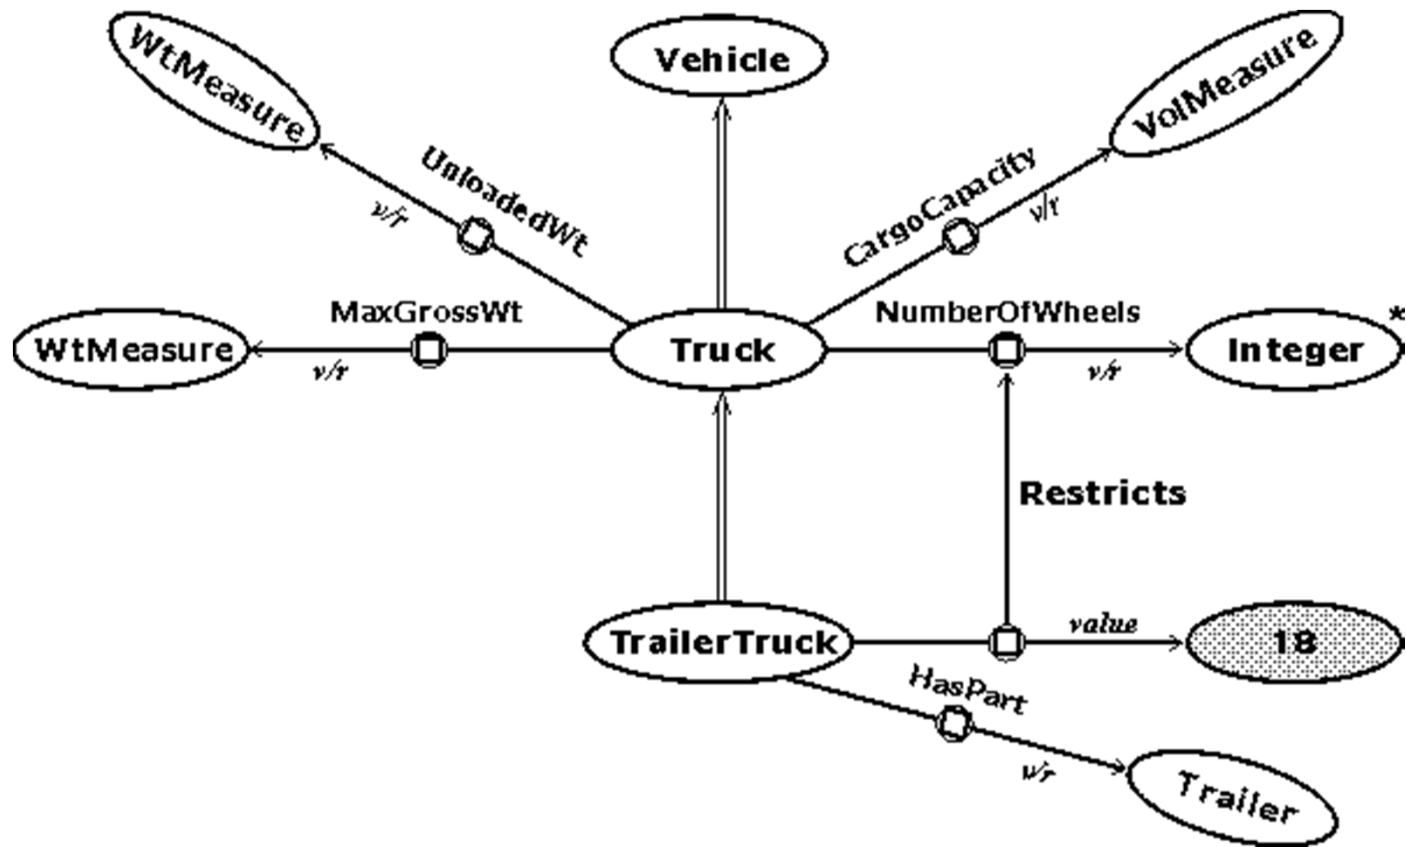 WtMeasure
Vehicle
VolMeasure
UnloadedWt
v/r
CargoCapacity
v/r
MaxGrossWt
NumberOfWheels
*
WtMeasure
v/r
Truck
v/r
Integer
Restricts
TrailerTruck
value
18
HasPart
v/r
Trailer